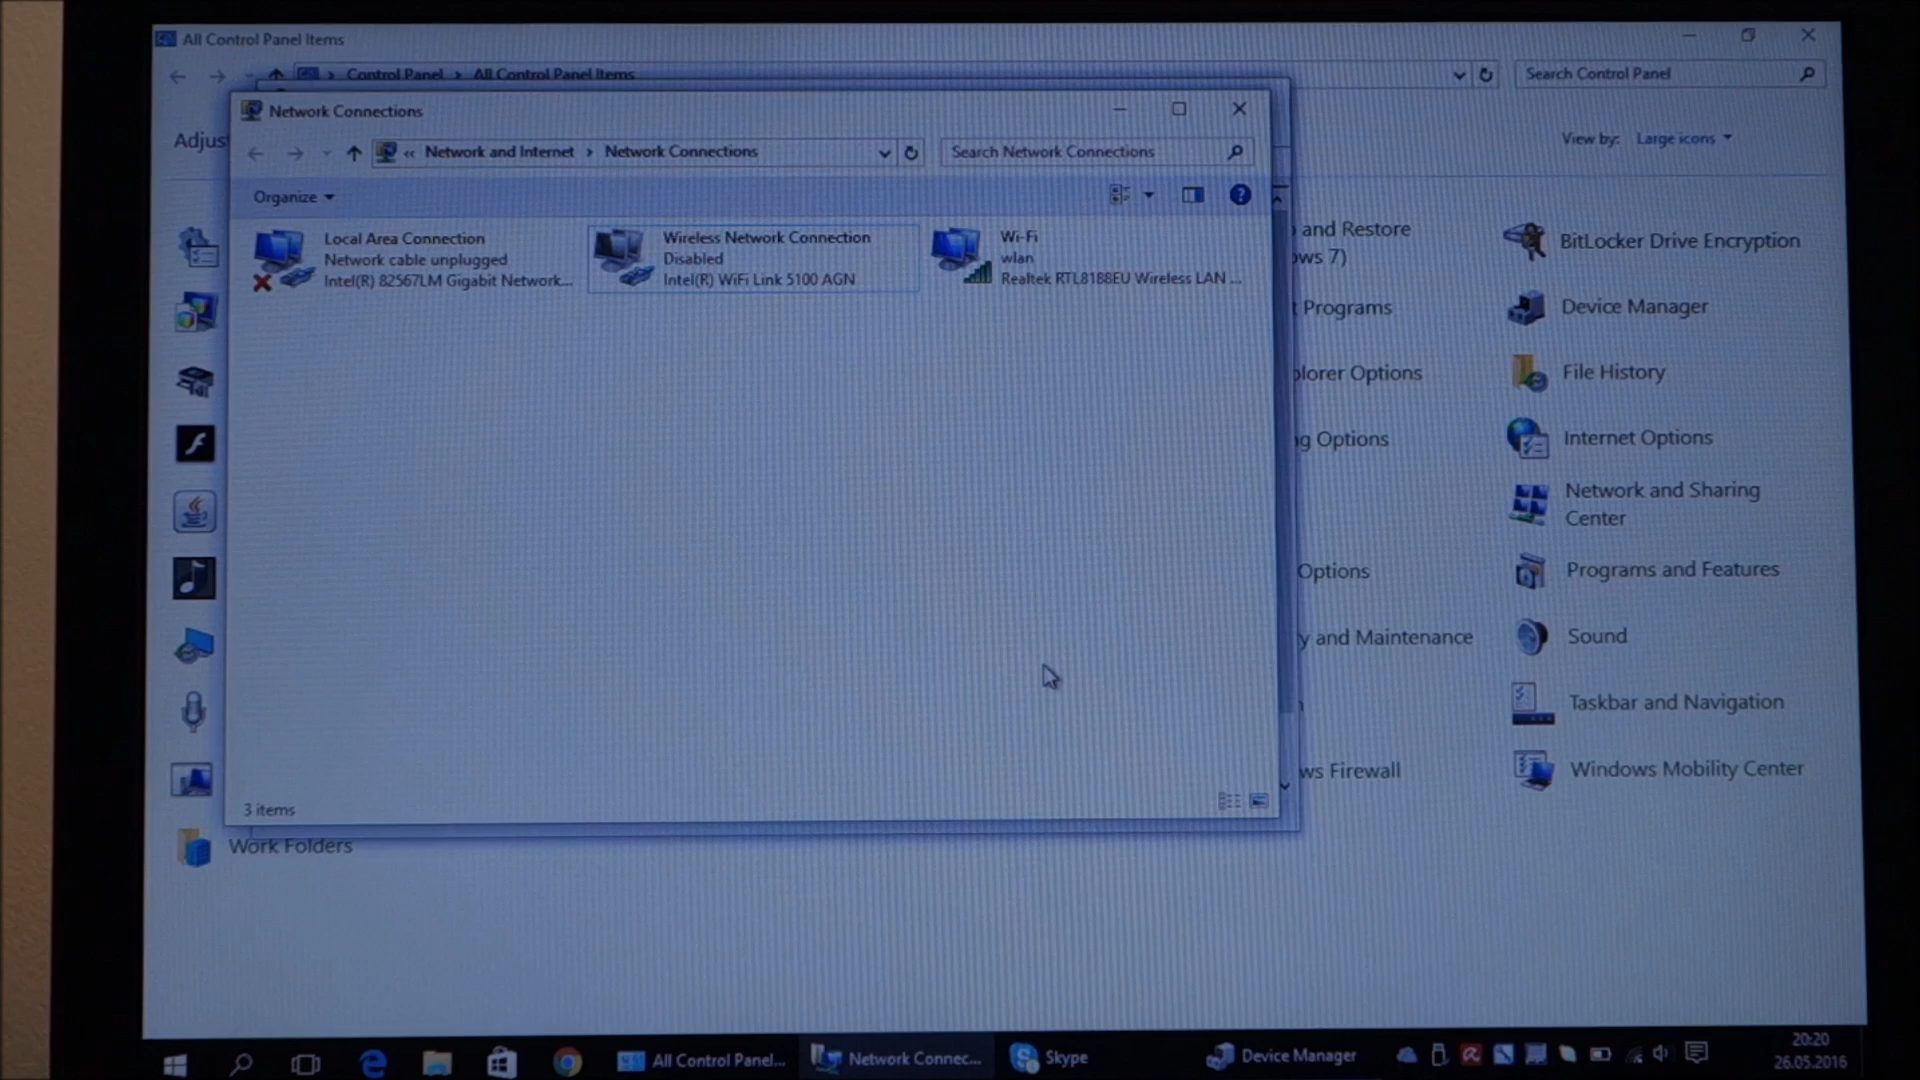 All Control Panel Items
Control Panel > All Control Panel Items
Search Control Panel
Network Connections
Adjus
View by: Large icons
« Network and Internet > Network Connections
Search Network Connections
Organize
Local Area Connection
Network cable unplugged
Intel(R) 82567LM Gigabit Network...
Wireless Network Connection
Disabled
Intel(R) WiFi Link 5100 AGN
Wi-Fi
wlan
Realtek RTL8188EU Wireless LAN ...
and Restore
ws 7)
BitLocker Drive Encryption
t Programs
Device Manager
plorer Options
File History
ng Options
Internet Options
Network and Sharing
Center
Options
Programs and Features
y and Maintenance
Sound
Taskbar and Navigation
ws Firewall
Windows Mobility Center
3 items
Work Folders
All Control Panel...
Network Connec...
Skype
Device Manager
20:20
26.05.2016